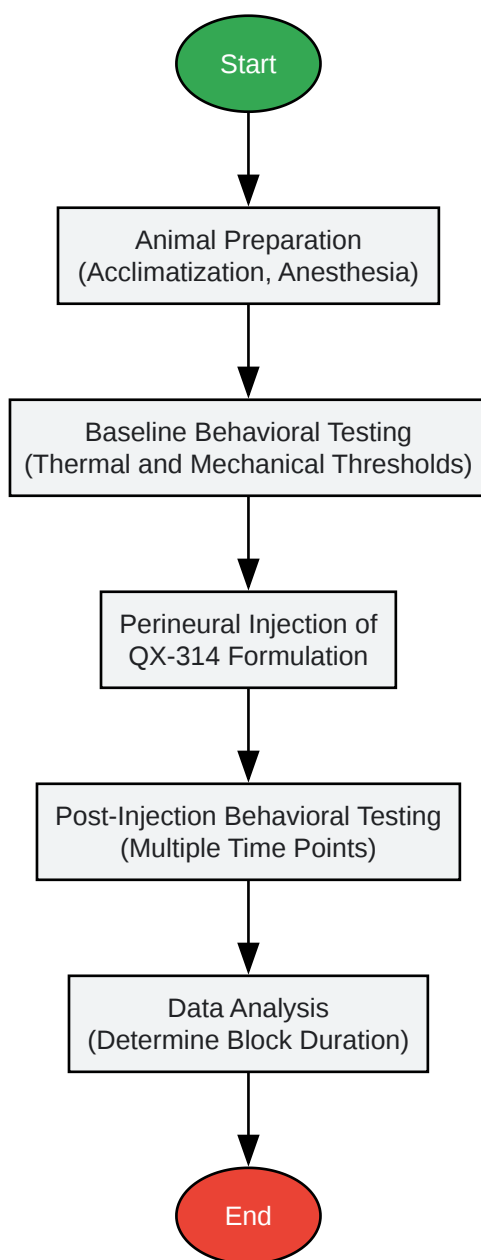 Start
Animal Preparation
(Acclimatization, Anesthesia)
Baseline Behavioral Testing
(Thermal and Mechanical Thresholds)
Perineural Injection of
QX-314 Formulation
Post-Injection Behavioral Testing
(Multiple Time Points)
Data Analysis
(Determine Block Duration)
End